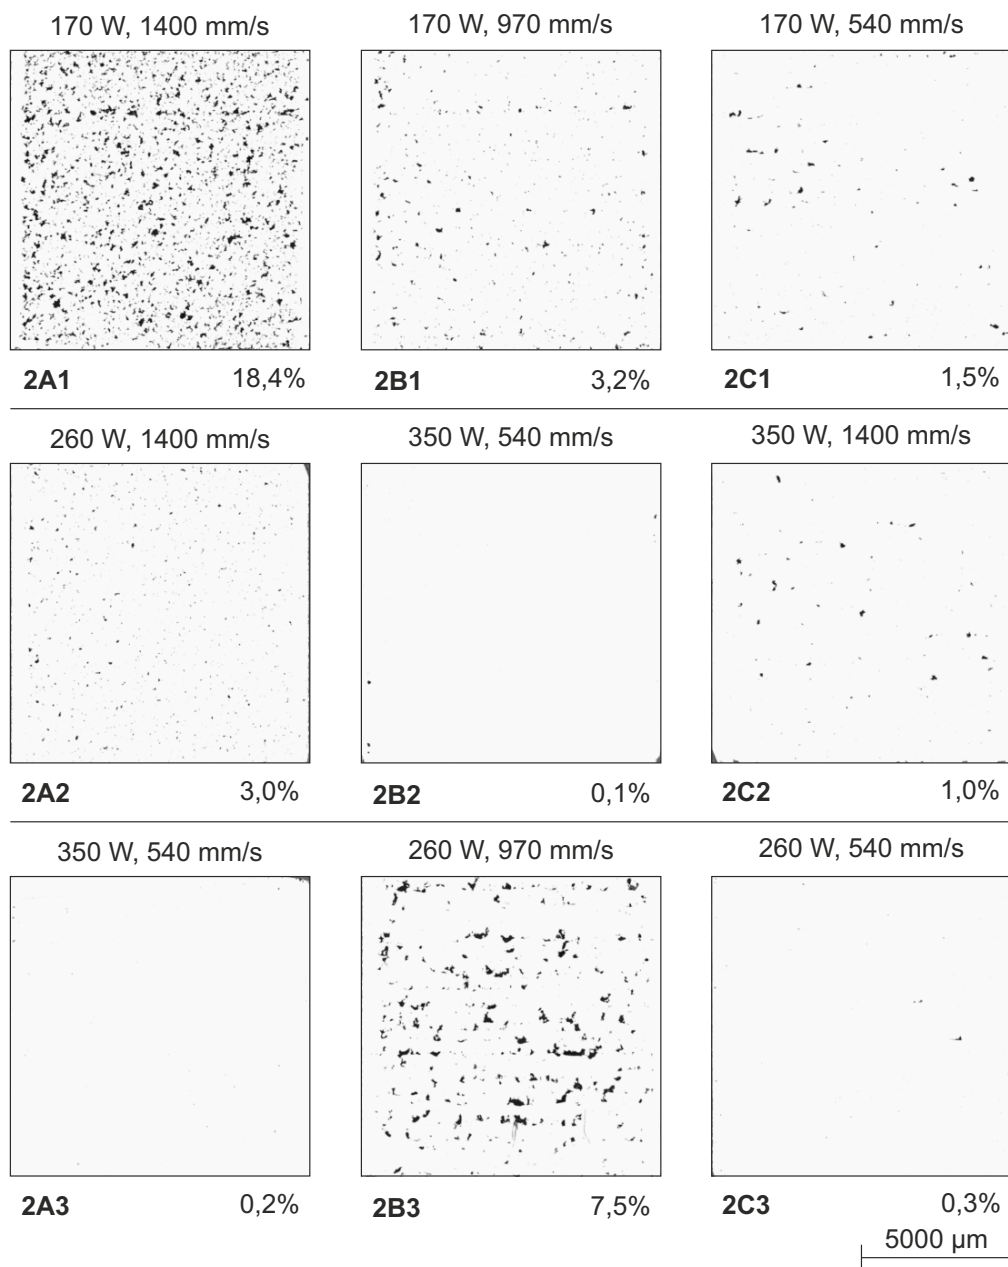 170 W, 1400 mm/s 170 W, 970 mm/s 170 W, 540 mm/s
2A1 18,4% 2B1 3,2% 2C1 1,5%
260 W, 1400 mm/s 350 W, 540 mm/s 350 W, 1400 mm/s
2A2 3,0% 2B2 0,1% 2C2 1,0%
350 W, 540 mm/s 260 W, 970 mm/s 260 W, 540 mm/s
2A3 0,2% 2B3 7,5% 2C3 0,3%
5000 µm